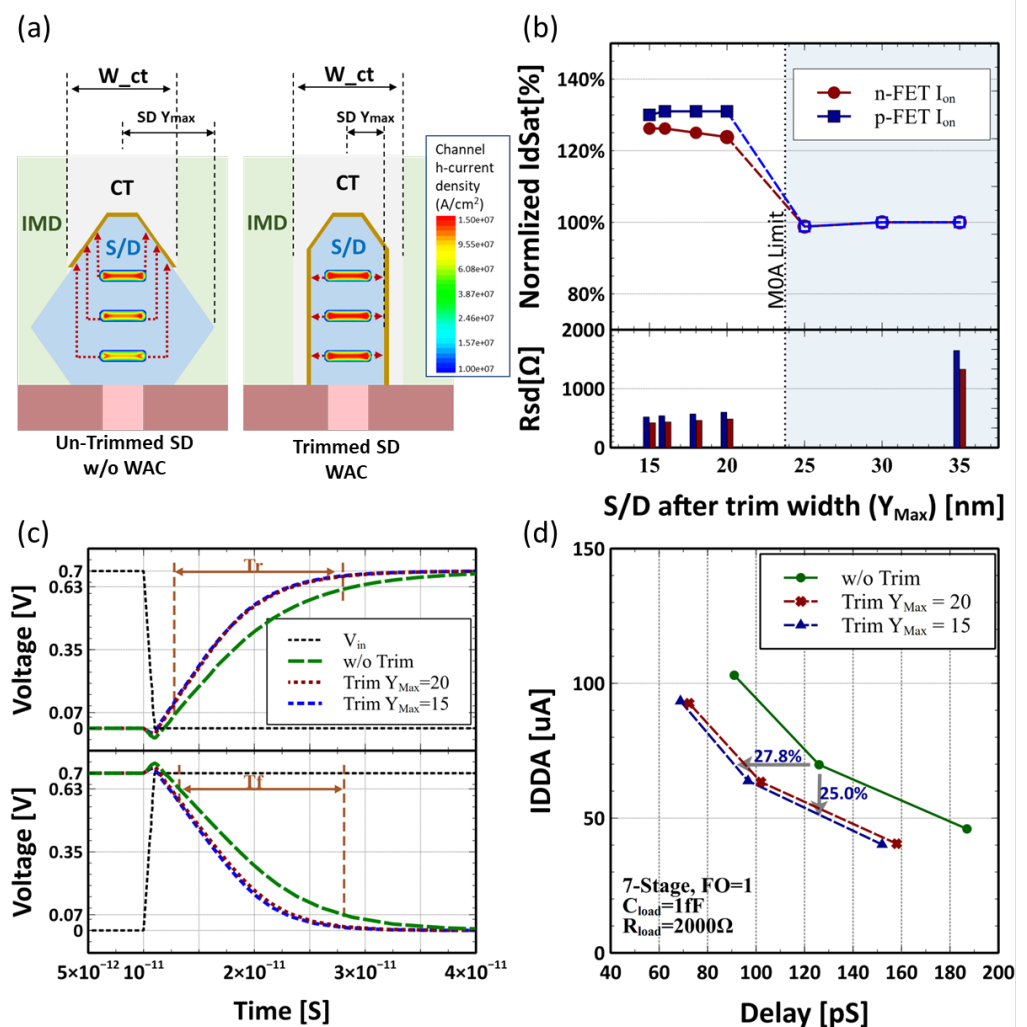 (a)
W_ct
SD Ymax
CT
IMD
S/D
Un-Trimmed SD
w/o WAC
W_ct
SD Ymax
CT
IMD
S/D
Trimmed SD
WAC
Channel
h-current
density
(A/cm²)
1.50e+07
9.55e+07
6.08e+07
3.87e+07
2.46e+07
1.57e+07
1.00e+07
(b)
Normlized IdSat[%]
140%
120%
100%
80%
n-FET Ion
p-FET Ion
M0A Limit
Rsd[Ω]
2000
1000
0
15 20 25 30 35
S/D after trim width (YMax) [nm]
(c)
Voltage [V]
0.7
0.63
0.35
0.07
0
Tr
Vin
w/o Trim
Trim YMax=20
Trim YMax=15
Voltage [V]
0.7
0.63
0.35
0.07
0
Tf
5×10⁻¹² 10⁻¹¹ 2×10⁻¹¹ 3×10⁻¹¹ 4×10⁻¹¹
Time [S]
(d)
IDDA [uA]
150
100
50
0
w/o Trim
Trim YMax = 20
Trim YMax = 15
27.8%
25.0%
7-Stage, FO=1
Cload=1fF
Rload=2000Ω
40 60 80 100 120 140 160 180 200
Delay [pS]